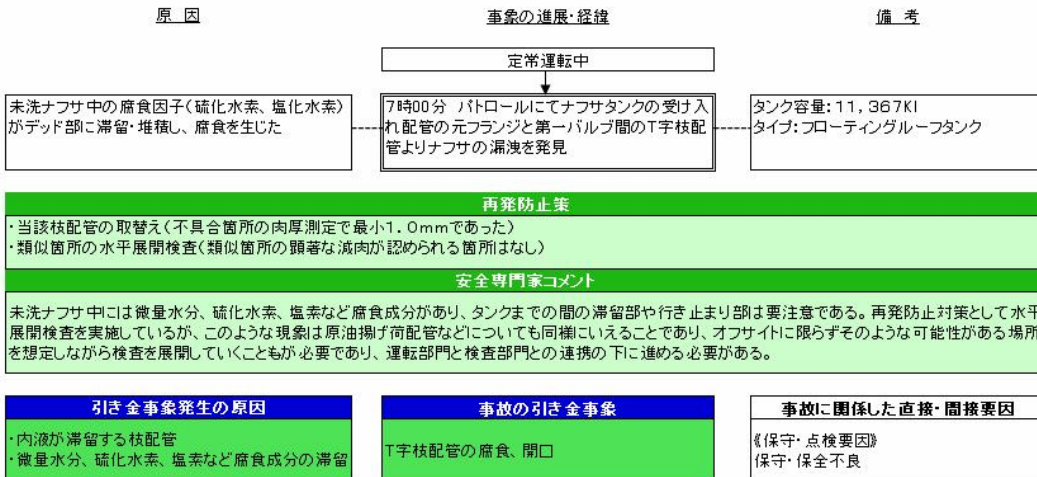 原　因
事象の進展・経緯
備　考
定常運転中
未洗ナフサ中の腐食因子(硫化水素、塩化水素)
がデッド部に滞留・堆積し、腐食を生じた
7時00分　パトロールにてナフサタンクの受け入
れ配管の元フランジと第一バルブ間のT字枝配
管よりナフサの漏洩を発見
タンク容量：11,367Kl
タイプ：フローティングルーフタンク
再発防止策
・当該枝配管の取替え(不具合箇所の肉厚測定で最小1.0mmであった)
・類似箇所の水平展開検査(類似箇所の顕著な減肉が認められる箇所はなし)
安全専門家コメント
未洗ナフサ中には微量水分、硫化水素、塩素など腐食成分があり、タンクまでの間の滞留部や行き止まり部は要注意である。再発防止対策として水平
展開検査を実施しているが、このような現象は原油揚げ荷配管などについても同様にいえることであり、オフサイトに限らずそのような可能性がある場所
を想定しながら検査を展開していくこともが必要であり、運転部門と検査部門との連携の下に進める必要がある。
引き金事象発生の原因
・内液が滞留する枝配管
・微量水分、硫化水素、塩素など腐食成分の滞留
事故の引き金事象
T字枝配管の腐食、開口
事故に関係した直接・間接要因
《保守・点検要因》
保守・保全不良